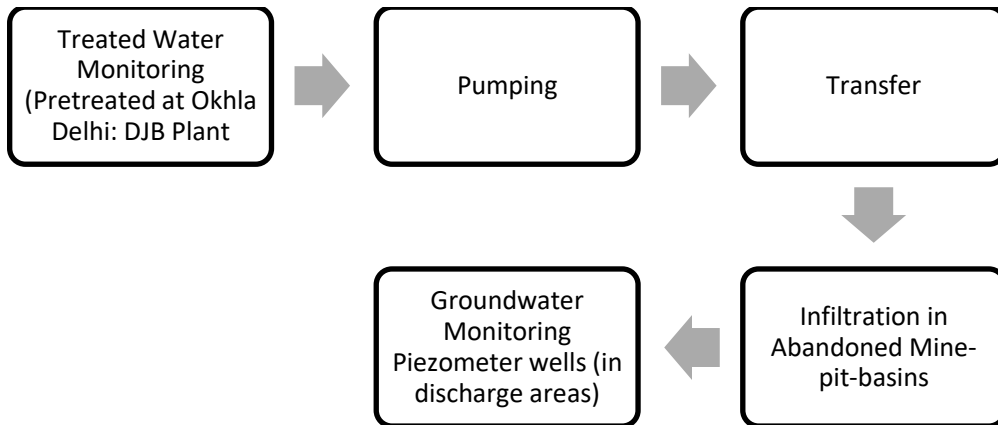 Treated Water
Monitoring
(Pretreated at Okhla
Delhi: DJB Plant
Pumping
Transfer
Infiltration in
Abandoned Mine-
pit-basins
Groundwater
Monitoring
Piezometer wells (in
discharge areas)